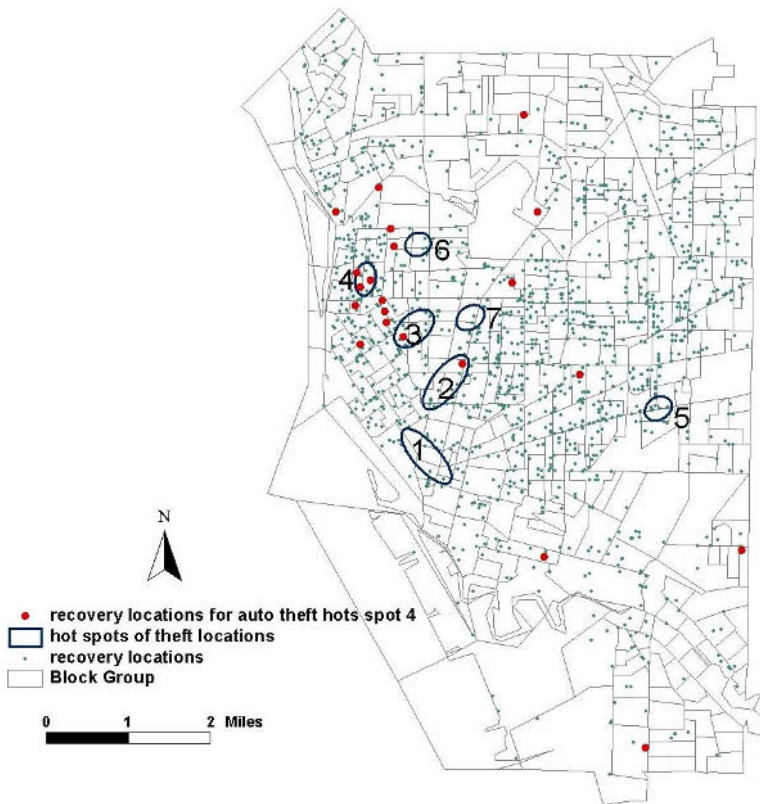 6
4
7
3
2
5
1
N
recovery locations for auto theft hots spot 4
hot spots of theft locations
recovery locations
Block Group
0 1 2 Miles